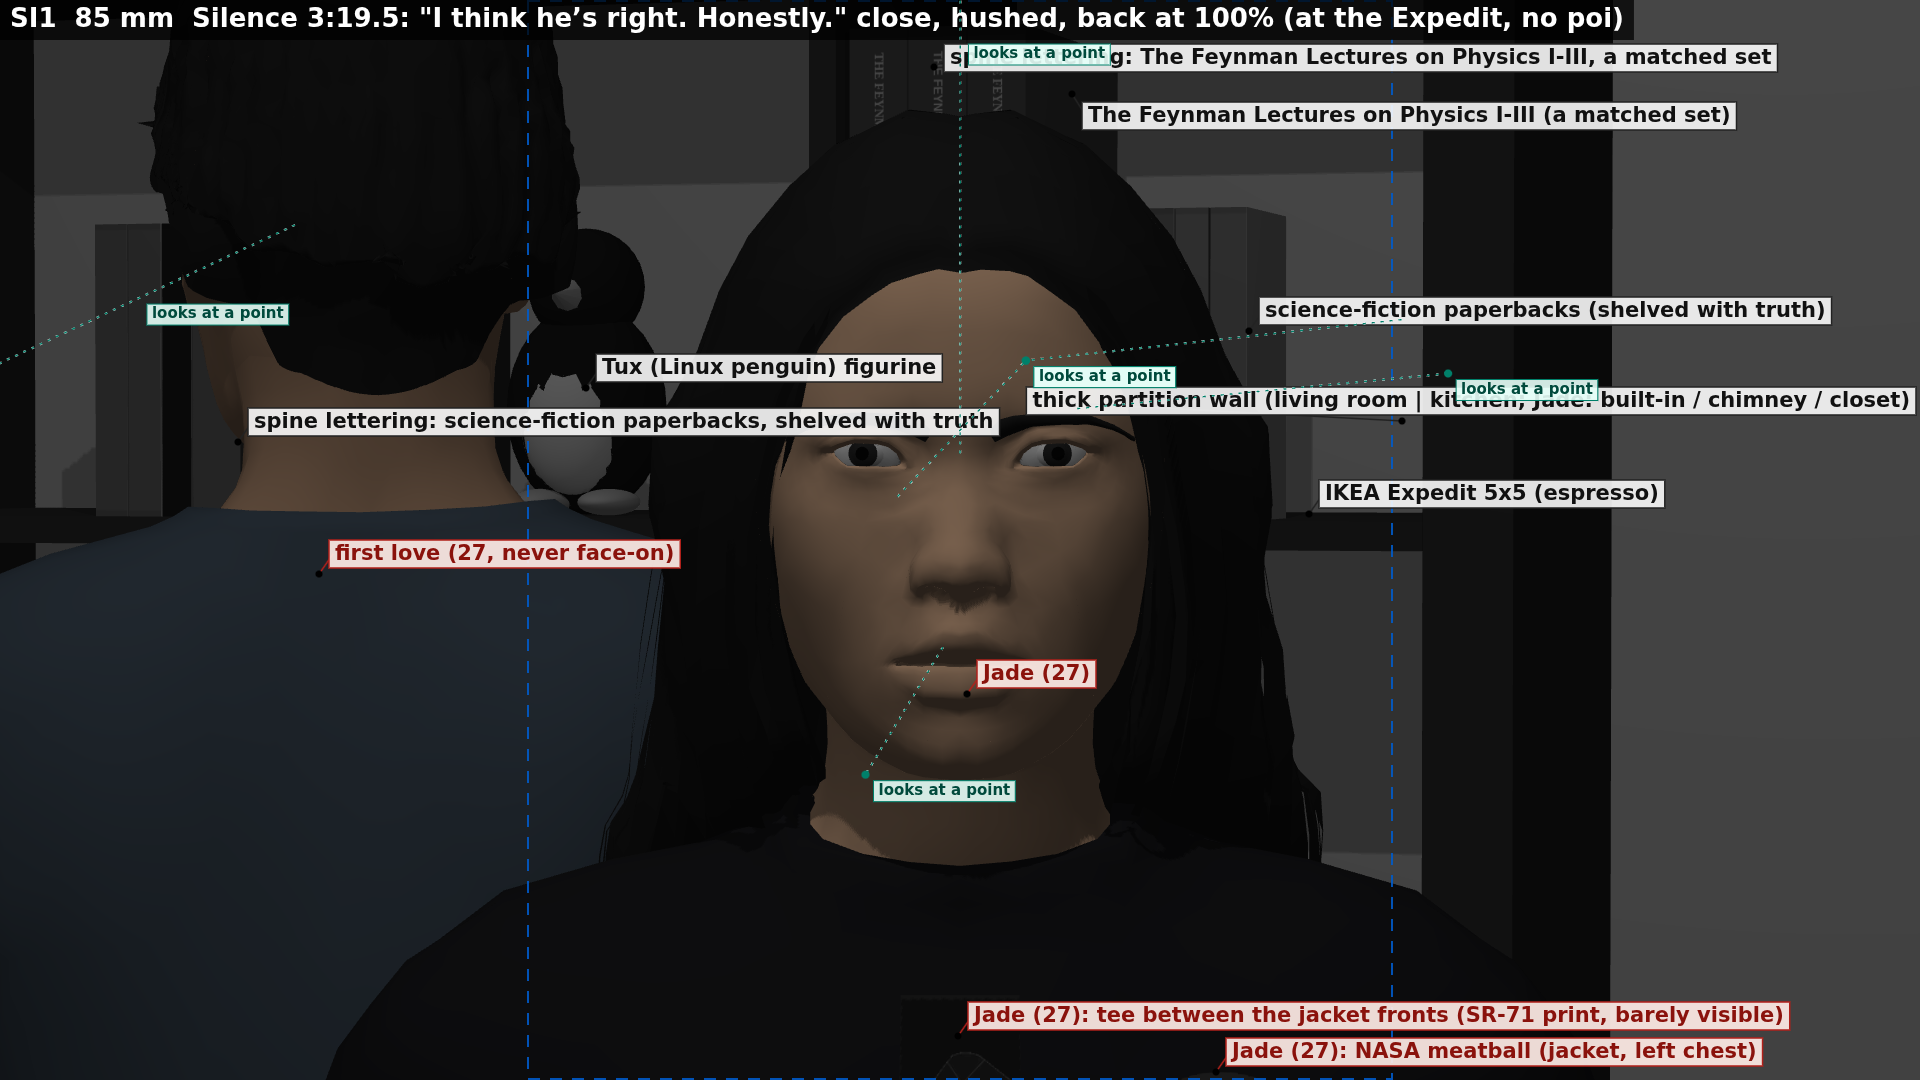 SI1 85 mm Silence 3:19.5: "I think he’s right. Honestly." close, hushed, back at 100% (at the Expedit, no poi)
looks at a point
g: The Feynman Lectures on Physics I-III, a matched set
The Feynman Lectures on Physics I-III (a matched set)
looks at a point
science-fiction paperbacks (shelved with truth)
Tux (Linux penguin) figurine
looks at a point
looks at a point
thick partition wall (living room | kitchen, Jade: built-in / chimney / closet)
spine lettering: science-fiction paperbacks, shelved with truth
IKEA Expedit 5x5 (espresso)
first love (27, never face-on)
Jade (27)
looks at a point
Jade (27): tee between the jacket fronts (SR-71 print, barely visible)
Jade (27): NASA meatball (jacket, left chest)